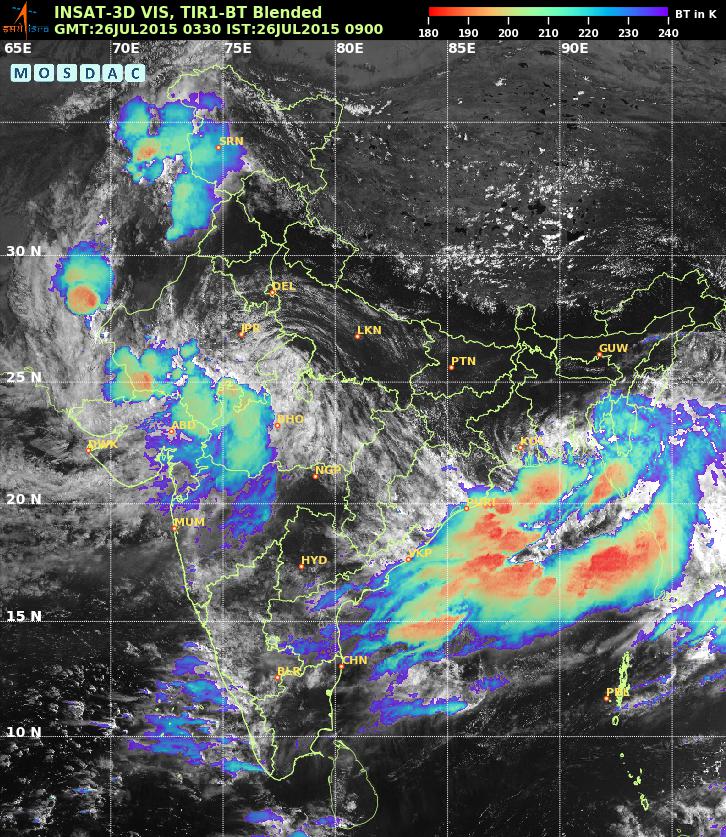 INSAT-3D VIS, TIR1-BT Blended
GMT:26JUL2015 0330 IST:26JUL2015 0900
BT in K
180 190 200 210 220 230 240
65E 70E 75E 80E 85E 90E
MOSDAC
SRN
30 N
DEL
JPR
LKN
GUW
PTN
25 N
BHO
ABD
DWK
KOL
NGP
20 N
MUM
VKP
HYD
15 N
CHN
BLR
10 N